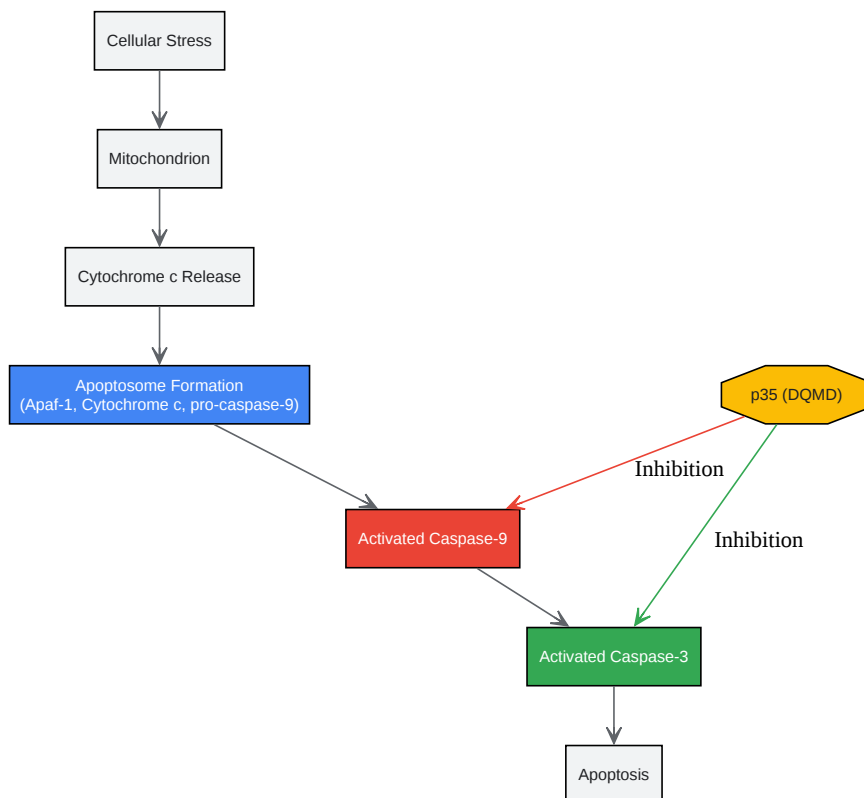 Cellular Stress
Mitochondrion
Cytochrome c Release
Apoptosome Formation
(Apaf-1, Cytochrome c, pro-caspase-9)
p35 (DQMD)
Inhibition
Activated Caspase-9
Inhibition
Activated Caspase-3
Apoptosis